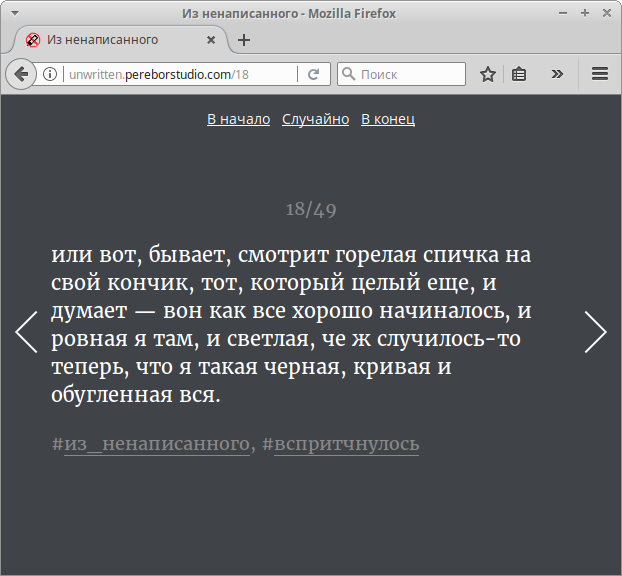 Из ненаписанного - Mozilla Firefox
Из ненаписанного
unwritten.pereborstudio.com/18
Поиск
В начало Случайно В конец
18/49
или вот, бывает, смотрит горелая спичка на
свой кончик, тот, который целый еще, и
думает — вон как все хорошо начиналось, и
ровная я там, и светлая, че ж случилось-то
теперь, что я такая черная, кривая и
обугленная вся.
#из_ненаписанного, #вспритчнулось